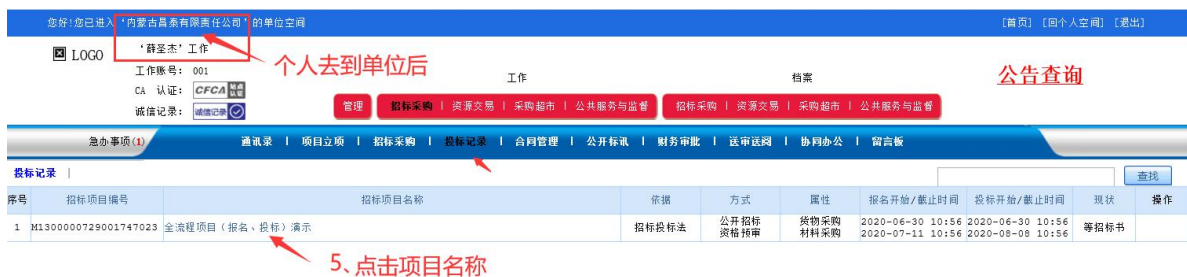 您好!您已进入‘内蒙古昌泰有限责任公司’的单位空间 [首页] [回个人空间] [退出]
LOGO
‘薛圣杰’工作
工作账号: 001
CA 认证: CFCA
诚信记录: 诚信记录
个人去到单位后
工作 档案
公告查询
管理 招标采购 | 资源交易 | 采购超市 | 公共服务与监督 招标采购 | 资源交易 | 采购超市 | 公共服务与监督
急办事项(1) 通讯录 | 项目立项 | 招标采购 | 投标记录 | 合同管理 | 公开标讯 | 财务审批 | 送审送阅 | 协同办公 | 留言板
投标记录 | 查找
序号 招标项目编号 招标项目名称 依据 方式 属性 报名开始/截止时间 投标开始/截止时间 现状 操作
1 M1300000729001747023 全流程项目（报名、投标）演示 招标投标法 公开招标 货物采购 2020-06-30 10:56 2020-06-30 10:56 等招标书
资格预审 材料采购 2020-07-11 10:56 2020-08-08 10:56
5、点击项目名称